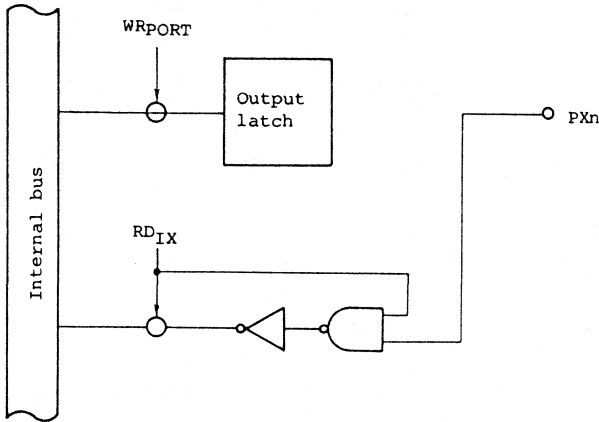 WRPORT
Output
latch
PXn
Internal bus
RDIX